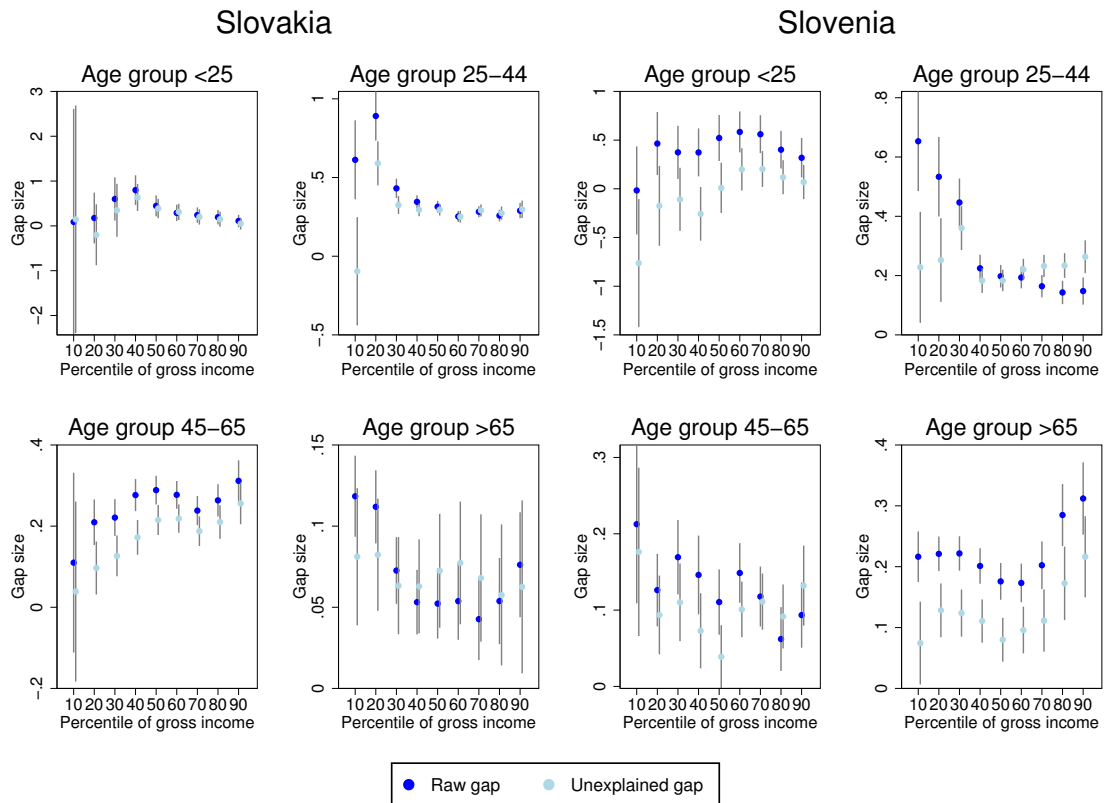 Slovakia
Slovenia
Age group <25
Age group 25−44
Age group <25
Age group 25−44
Gap size
3
2
1
0
−1
−2
Gap size
1
.5
0
−.5
Gap size
1
.5
0
−.5
−1
−1.5
Gap size
.8
.6
.4
.2
0
10 20 30 40 50 60 70 80 90
10 20 30 40 50 60 70 80 90
10 20 30 40 50 60 70 80 90
10 20 30 40 50 60 70 80 90
Percentile of gross income
Percentile of gross income
Percentile of gross income
Percentile of gross income
Age group 45−65
Age group >65
Age group 45−65
Age group >65
Gap size
.4
.2
0
−.2
Gap size
.15
.1
.05
0
Gap size
.3
.2
.1
0
Gap size
.4
.3
.2
.1
0
10 20 30 40 50 60 70 80 90
10 20 30 40 50 60 70 80 90
10 20 30 40 50 60 70 80 90
10 20 30 40 50 60 70 80 90
Percentile of gross income
Percentile of gross income
Percentile of gross income
Percentile of gross income
Raw gap
Unexplained gap